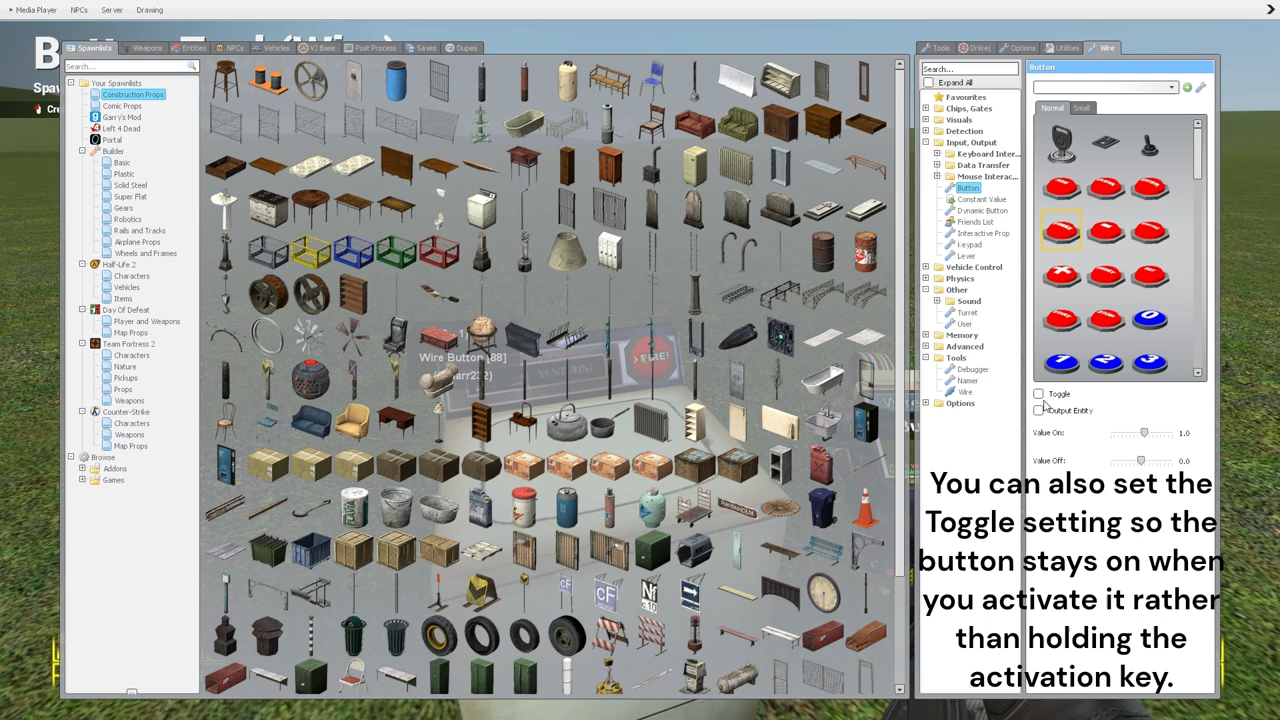 Media Player NPCs Server Drawing
Spawnlists Weapons Entities NPCs Vehicles VJ Base Post Process Saves Dupes
Search...
Your Spawnlists
Construction Props
Comic Props
Garry's Mod
Left 4 Dead
Portal
Builder
Basic
Plastic
Solid Steel
Super Flat
Gears
Robotics
Rails and Tracks
Airplane Props
Wheels and Frames
Half-Life 2
Characters
Vehicles
Items
Day Of Defeat
Player and Weapons
Map Props
Team Fortress 2
Characters
Nature
Pickups
Props
Weapons
Counter-Strike
Characters
Weapons
Map Props
Browse
Addons
Games
Wire Button [88]
FIRE!
Tools Options Utilities Wire
Search...
Expand All
Favourites
Chips, Gates
Visuals
Detection
Input, Output
Keyboard Inter...
Data Transfer
Mouse Interac...
Button
Constant Value
Dynamic Button
Friends List
Interactive Prop
Keypad
Lever
Vehicle Control
Physics
Other
Sound
Turret
User
Memory
Advanced
Tools
Debugger
Namer
Wire
Options
Button
Normal Small
0
1 2 3
Toggle
Output Entity
Value On: 1.0
Value Off: 0.0
You can also set the
Toggle setting so the
button stays on when
you activate it rather
than holding the
activation key.